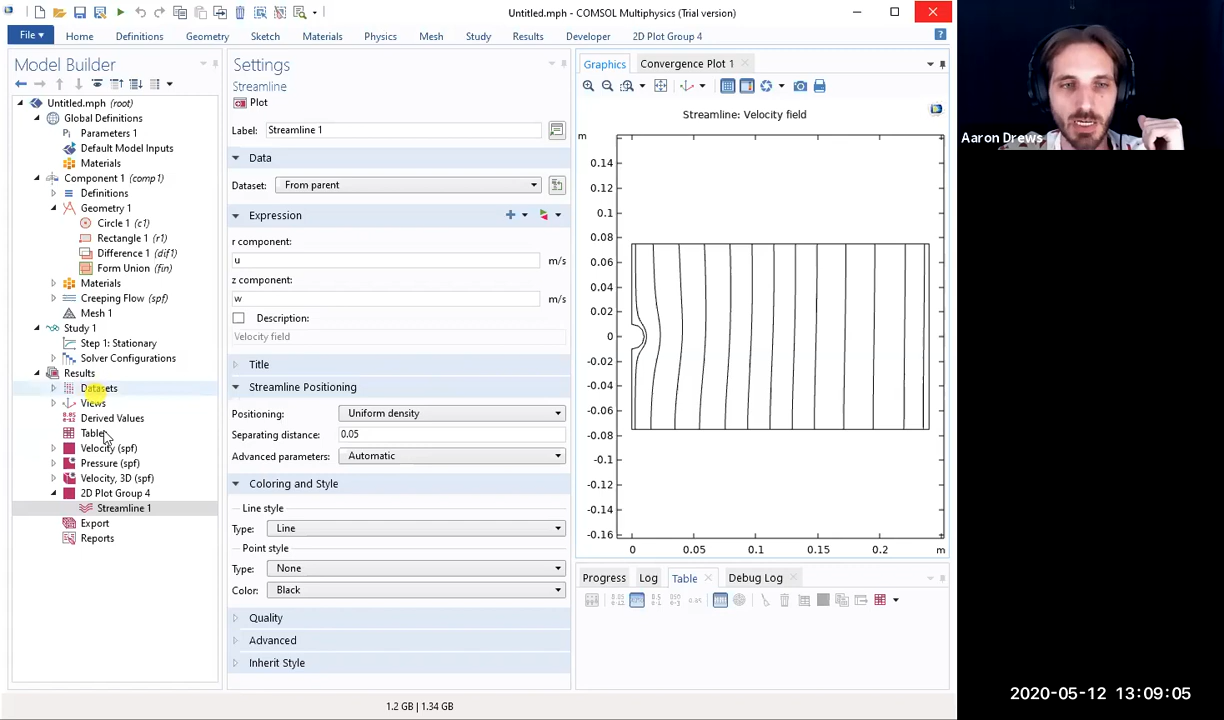 Untitled.mph - COMSOL Multiphysics (Trial version)
File
Home
Definitions
Geometry
Sketch
Materials
Physics
Mesh
Study
Results
Developer
2D Plot Group 4
Model Builder
Untitled.mph (root)
Global Definitions
Parameters 1
Default Model Inputs
Materials
Component 1 (comp1)
Definitions
Geometry 1
Circle 1 (c1)
Rectangle 1 (r1)
Difference 1 (dif1)
Form Union (fin)
Materials
Creeping Flow (spf)
Mesh 1
Study 1
Step 1: Stationary
Solver Configurations
Results
Datasets
Views
Derived Values
Tables
Velocity (spf)
Pressure (spf)
Velocity, 3D (spf)
2D Plot Group 4
Streamline 1
Export
Reports
Settings
Streamline
Plot
Label: Streamline 1
Data
Dataset: From parent
Expression
r component:
u m/s
z component:
w m/s
Description:
Velocity field
Title
Streamline Positioning
Positioning: Uniform density
Separating distance: 0.05
Advanced parameters: Automatic
Coloring and Style
Line style
Type: Line
Point style
Type: None
Color: Black
Quality
Advanced
Inherit Style
Graphics
Convergence Plot 1
Streamline: Velocity field
m
0.14
0.12
0.1
0.08
0.06
0.04
0.02
0
-0.02
-0.04
-0.06
-0.08
-0.1
-0.12
-0.14
-0.16
0 0.05 0.1 0.15 0.2 m
Progress
Log
Table
Debug Log
1.2 GB | 1.34 GB
Aaron Drews
2020-05-12 13:09:05